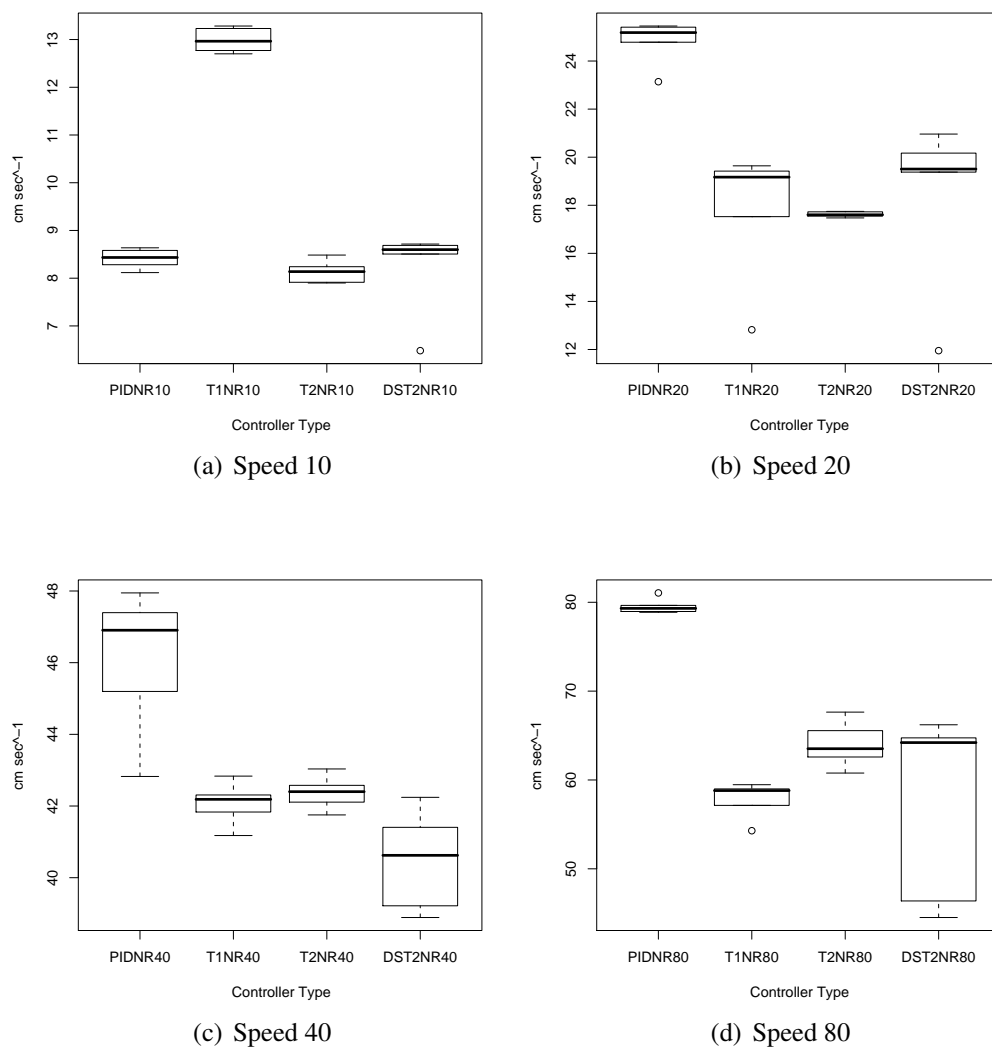 13
12
11
10
9
8
7
cm sec^-1
PIDNR10 T1NR10 T2NR10 DST2NR10
Controller Type
(a) Speed 10
24
22
20
18
16
14
12
cm sec^-1
PIDNR20 T1NR20 T2NR20 DST2NR20
Controller Type
(b) Speed 20
48
46
44
42
40
cm sec^-1
PIDNR40 T1NR40 T2NR40 DST2NR40
Controller Type
(c) Speed 40
80
70
60
50
cm sec^-1
PIDNR80 T1NR80 T2NR80 DST2NR80
Controller Type
(d) Speed 80